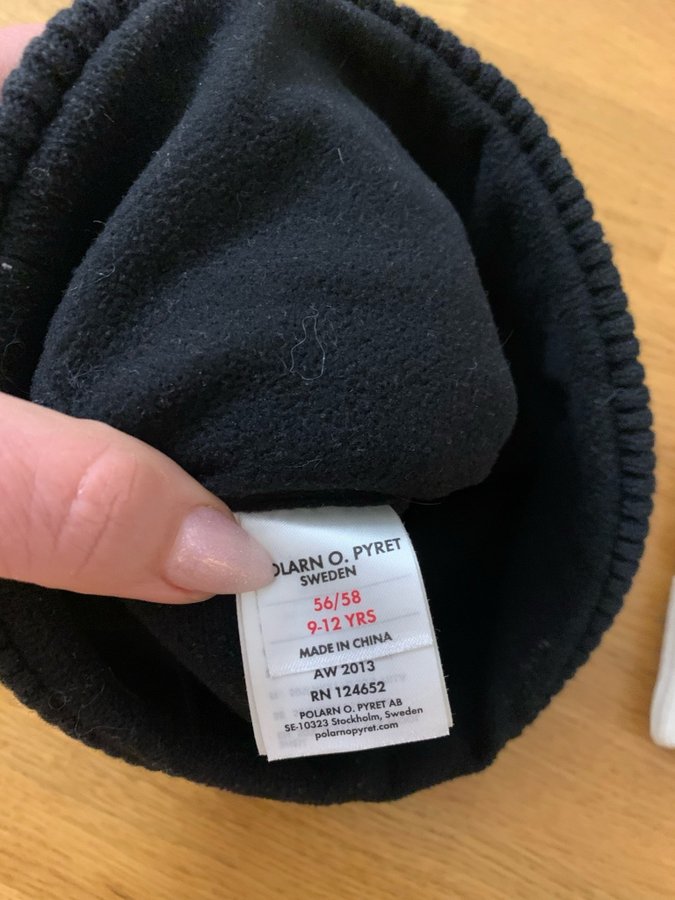 OLARN O. PYRET
SWEDEN
56/58
9-12 YRS
MADE IN CHINA
AW 2013
RN 124652
POLARN O. PYRET AB
SE-10323 Stockholm, Sweden
polarnopyret.com